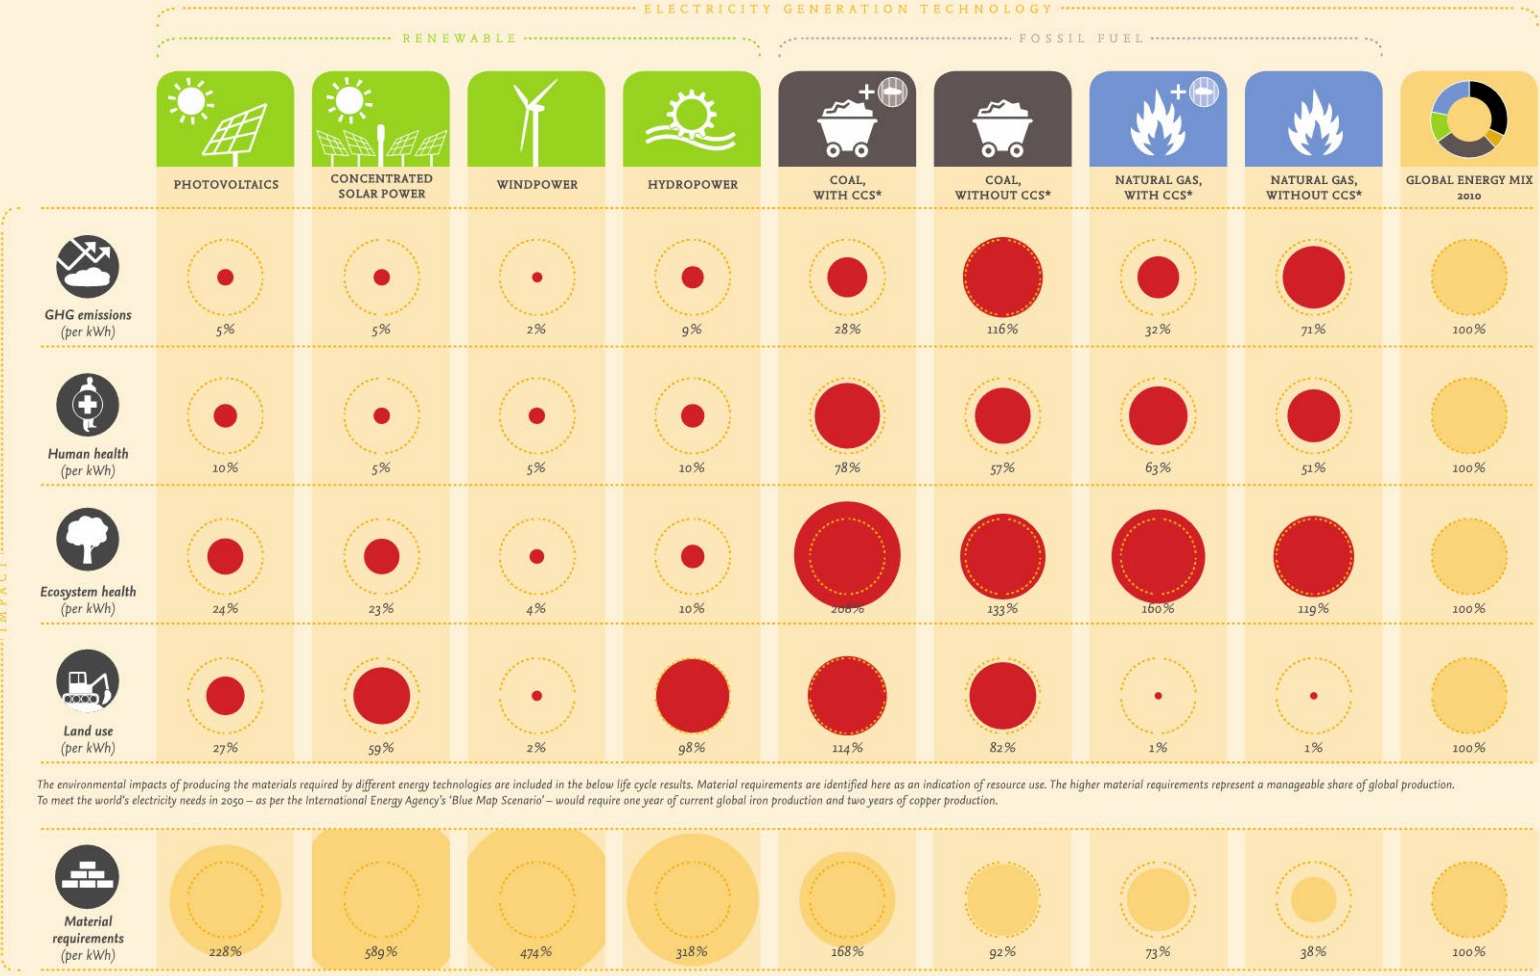 ELECTRICITY GENERATION TECHNOLOGY
RENEWABLE
FOSSIL FUEL
PHOTOVOLTAICS
CONCENTRATED
SOLAR POWER
WINDPOWER
HYDROPOWER
COAL,
WITH CCS*
COAL,
WITHOUT CCS*
NATURAL GAS,
WITH CCS*
NATURAL GAS,
WITHOUT CCS*
GLOBAL ENERGY MIX
2010
IMPACT
GHG emissions
(per kWh)
5% 5% 2% 9% 28% 116% 32% 71% 100%
Human health
(per kWh)
10% 5% 5% 10% 78% 57% 63% 51% 100%
Ecosystem health
(per kWh)
24% 23% 4% 10% 208% 133% 160% 119% 100%
Land use
(per kWh)
27% 59% 2% 98% 114% 82% 1% 1% 100%
The environmental impacts of producing the materials required by different energy technologies are included in the below life cycle results. Material requirements are identified here as an indication of resource use. The higher material requirements represent a manageable share of global production.
To meet the world's electricity needs in 2050 – as per the International Energy Agency's 'Blue Map Scenario' – would require one year of current global iron production and two years of copper production.
Material
requirements
(per kWh)
228% 589% 474% 318% 168% 92% 73% 38% 100%